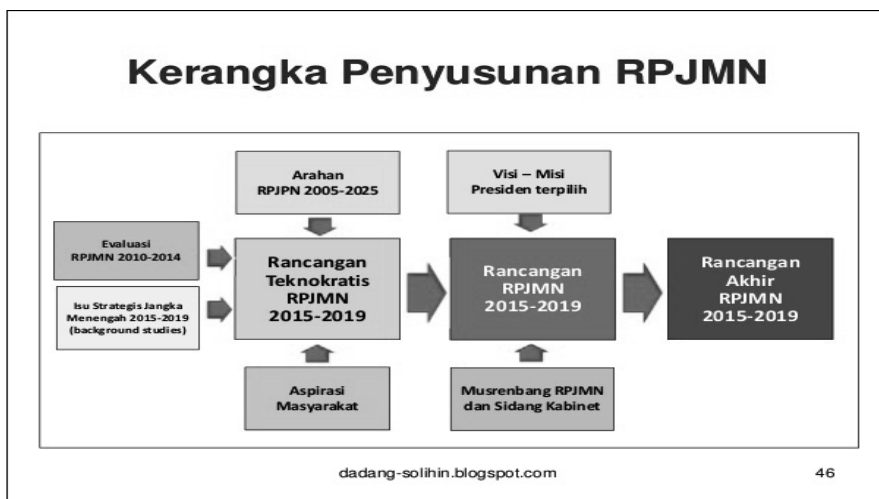 Kerangka Penyusunan RPJMN
Arahan
RPJPN 2005-2025
Visi – Misi
Presiden terpilih
Evaluasi
RPJMN 2010-2014
Isu Strategis Jangka
Menengah 2015-2019
(background studies)
Rancangan
Teknokratis
RPJMN
2015-2019
Rancangan
RPJMN
2015-2019
Rancangan
Akhir
RPJMN
2015-2019
Aspirasi
Masyarakat
Musrenbang RPJMN
dan Sidang Kabinet
dadang-solihin.blogspot.com
46